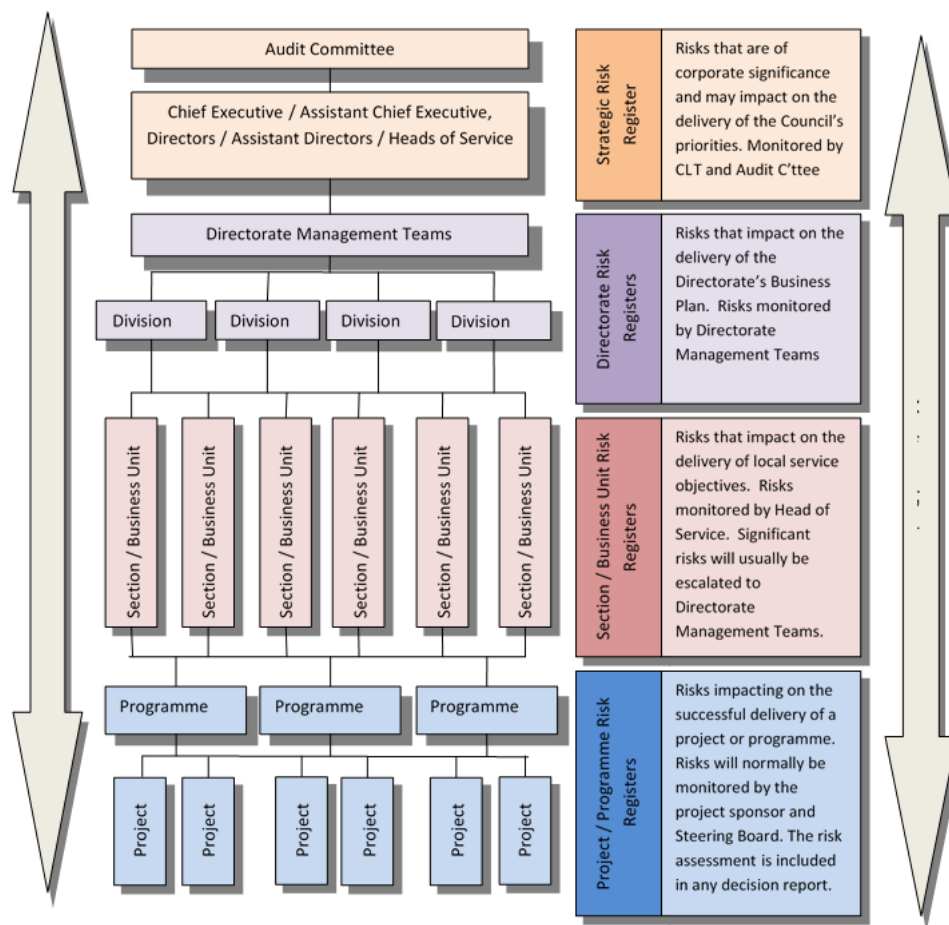 Audit Committee
Chief Executive / Assistant Chief Executive,
Directors / Assistant Directors / Heads of Service
Strategic Risk
Register
Risks that are of
corporate significance
and may impact on the
delivery of the Council's
priorities. Monitored by
CLT and Audit C'ttee
Directorate Management Teams
Division
Division
Division
Division
Directorate Risk
Registers
Risks that impact on the
delivery of the
Directorate's Business
Plan.  Risks monitored
by Directorate
Management Teams
Section / Business Unit
Section / Business Unit
Section / Business Unit
Section / Business Unit
Section / Business Unit
Section / Business Unit
Section / Business Unit Risk
Registers
Risks that impact on the
delivery of local service
objectives.  Risks
monitored by Head of
Service.  Significant
risks will usually be
escalated to
Directorate
Management Teams.
Programme
Programme
Programme
Project
Project
Project
Project
Project
Project
Project / Programme Risk
Registers
Risks impacting on the
successful delivery of a
project or programme.
Risks will normally be
monitored by the
project sponsor and
Steering Board. The risk
assessment is included
in any decision report.